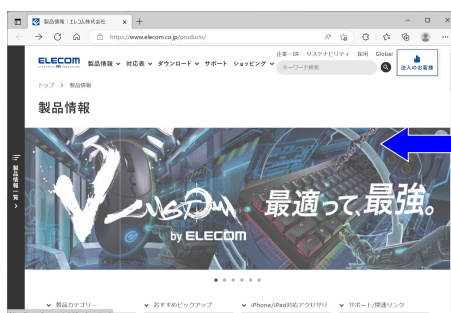 製品情報 | エレコム株式会社
https://www.elecom.co.jp/products/
企業・IR サステナビリティ 採用 Global
ELECOM
製品情報 対応表 ダウンロード サポート ショッピング
キーワード検索
法人のお客様
トップ > 製品情報
製品情報
製品情報一覧
V custom
by ELECOM
最適って、最強。
製品カテゴリー おすすめピックアップ iPhone/iPad対応アクセサリ サポート/関連リンク